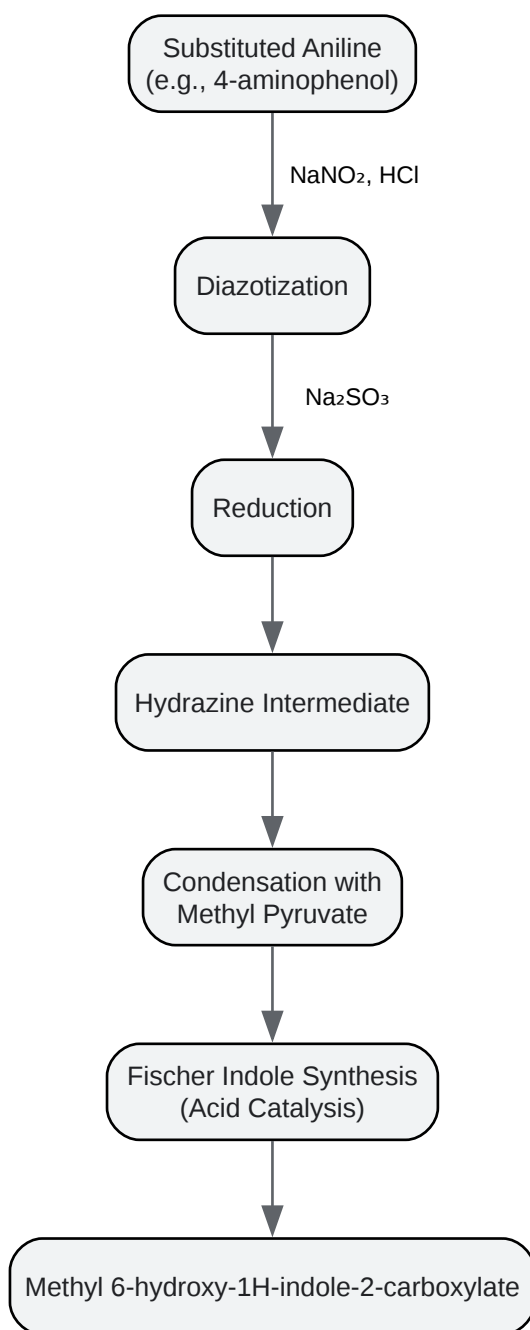 Substituted Aniline
(e.g., 4-aminophenol)
NaNO₂, HCl
Diazotization
Na₂SO₃
Reduction
Hydrazine Intermediate
Condensation with
Methyl Pyruvate
Fischer Indole Synthesis
(Acid Catalysis)
Methyl 6-hydroxy-1H-indole-2-carboxylate